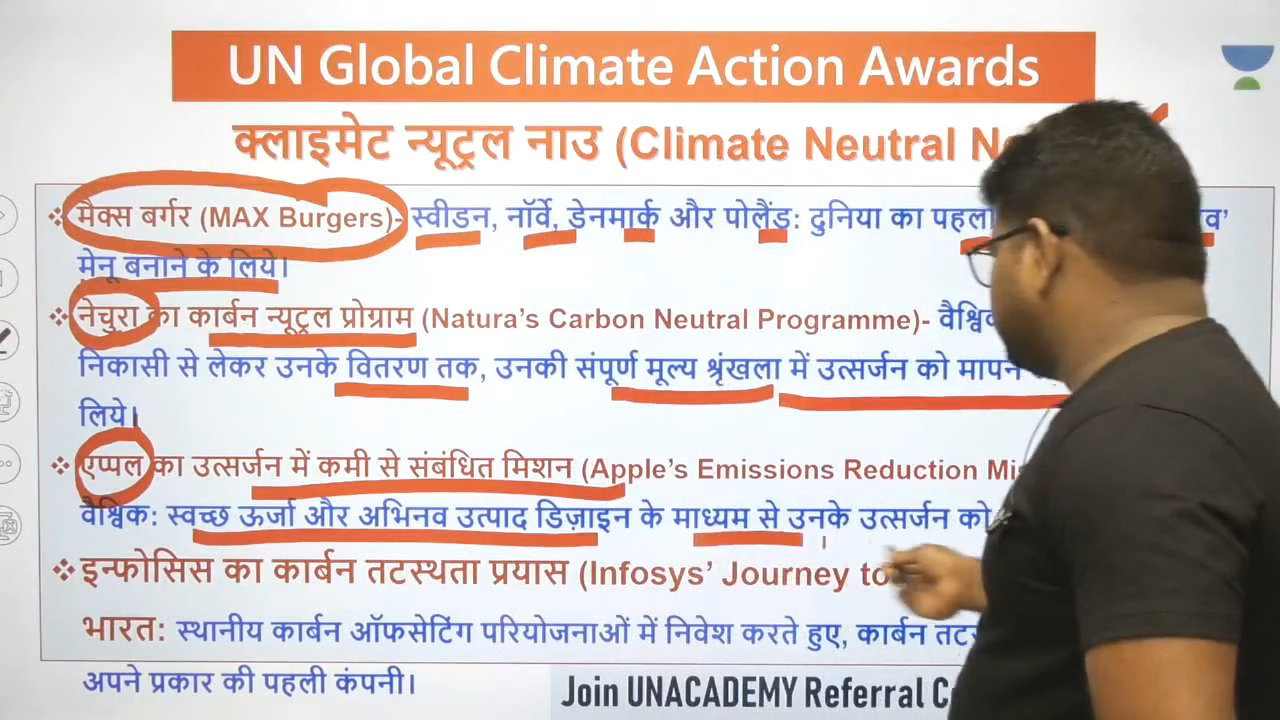 UN Global Climate Action Awards
क्लाइमेट न्यूट्रल नाउ (Climate Neutral
❖ मैक्स बर्गर (MAX Burgers)- स्वीडन, नॉर्वे, डेनमार्क और पोलैंड: दुनिया का पहला
मेनू बनाने के लिये।
❖ नेचुरा का कार्बन न्यूट्रल प्रोग्राम (Natura's Carbon Neutral Programme)-
निकासी से लेकर उनके वितरण तक, उनकी संपूर्ण मूल्य श्रृंखला में उत्सर्जन को मापने
लिये।
❖ एप्पल का उत्सर्जन में कमी से संबंधित मिशन (Apple's Emissions Reduction
वैश्विक: स्वच्छ ऊर्जा और अभिनव उत्पाद डिज़ाइन के माध्यम से उनके उत्सर्जन को
❖ इन्फोसिस का कार्बन तटस्थता प्रयास (Infosys' Journey to
भारत: स्थानीय कार्बन ऑफसेटिंग परियोजनाओं में निवेश करते हुए, कार्बन
अपने प्रकार की पहली कंपनी।
Join UNACADEMY Referral